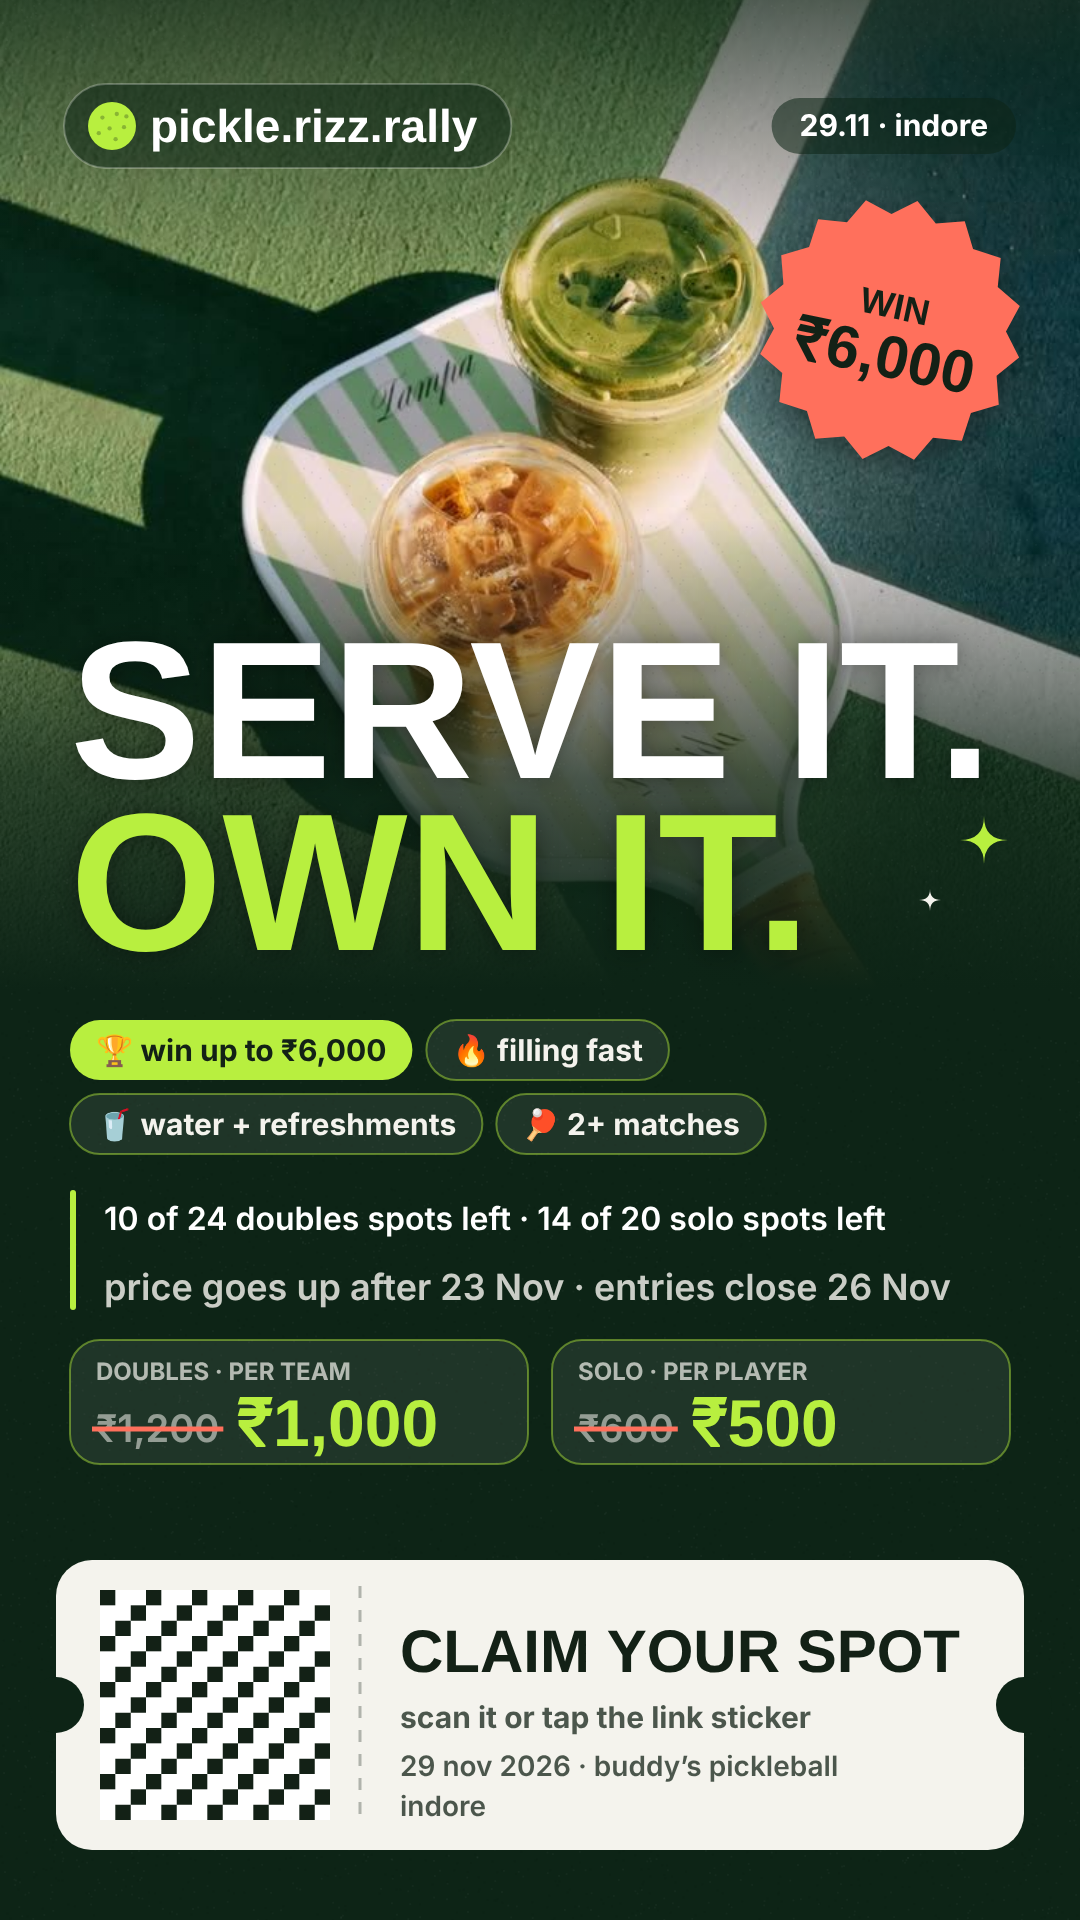 pickle.rizz.rally
29.11 · indore
WIN
₹6,000
Tampa
SERVE IT.
OWN IT.
🏆 win up to ₹6,000
🔥 filling fast
🥤 water + refreshments
🏓 2+ matches
10 of 24 doubles spots left · 14 of 20 solo spots left
price goes up after 23 Nov · entries close 26 Nov
DOUBLES · PER TEAM
₹1,200 ₹1,000
SOLO · PER PLAYER
₹600 ₹500
CLAIM YOUR SPOT
scan it or tap the link sticker
29 nov 2026 · buddy’s pickleball
indore